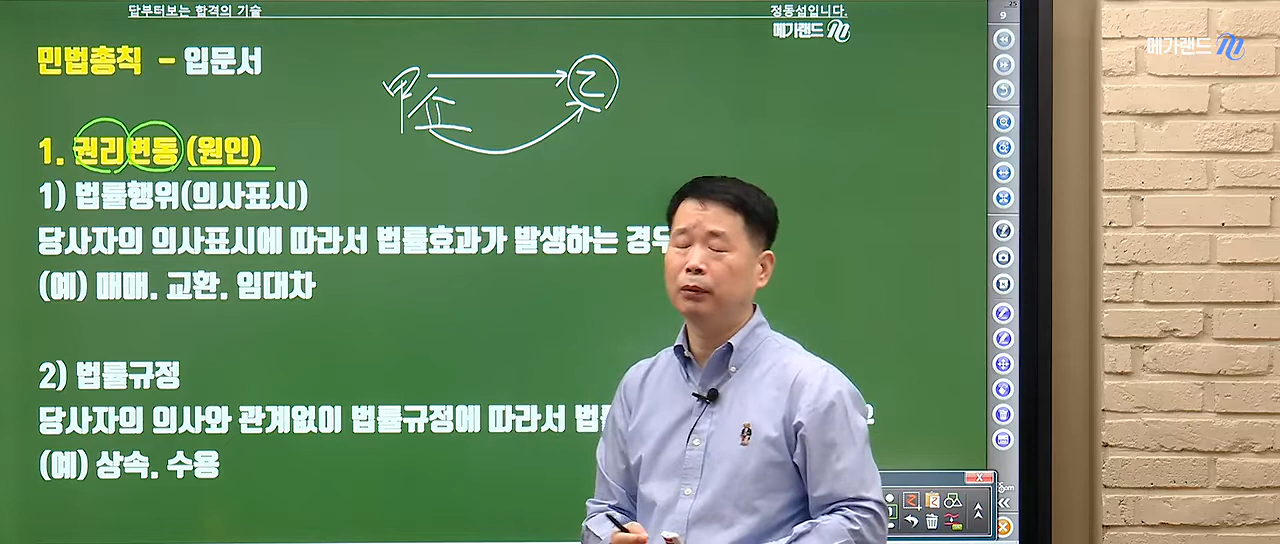 답부터보는 합격의 기술
정동섭입니다.
메가랜드
메가랜드
민법총칙 - 입문서
甲 乙
소
1. 권리변동 (원인)
1) 법률행위(의사표시)
당사자의 의사표시에 따라서 법률효과가 발생하는
(예) 매매, 교환, 임대차
2) 법률규정
당사자의 의사와 관계없이 법률규정에 따라서
(예) 상속, 수용